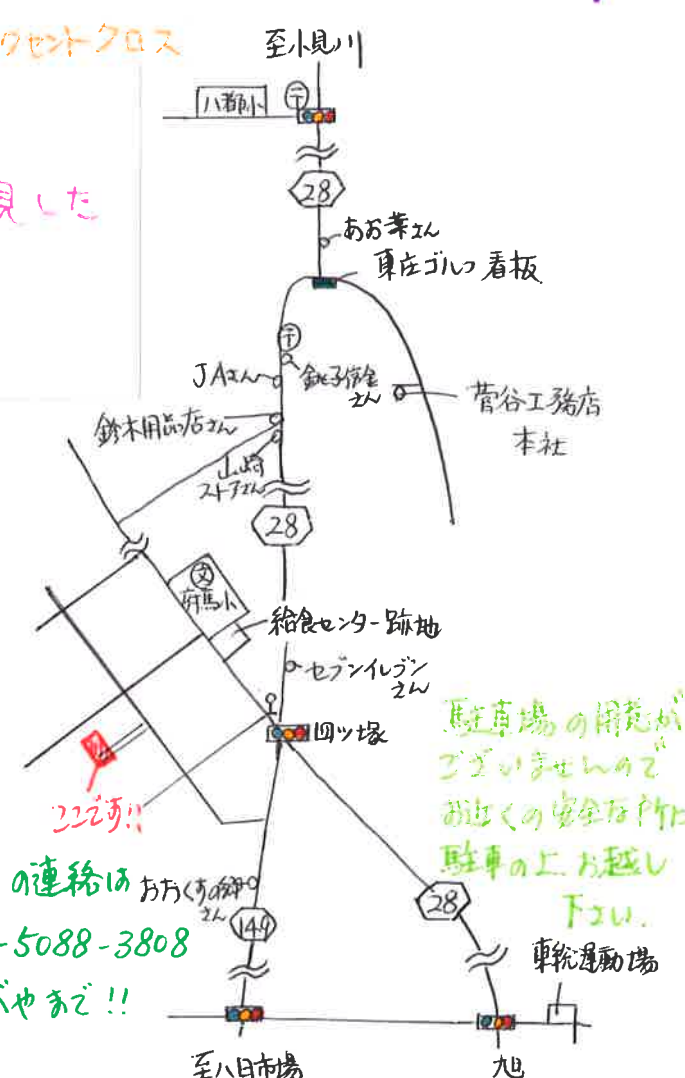 クセントクロス
至小見川
八都小
〒
見した
28
あお葉さん
東庄ゴルフ看板
〒
JAさん
銚子信金
さん
菅谷工務店
本社
鈴木用品店さん
山崎
ストアさん
28
文
府馬小
給食センター跡地
セブンイレブン
さん
四ツ塚
駐車場の用意が
ございませんので
お近くの安全な所に
駐車の上、お越し
下さい.
ここです!!
の連絡は
おおくすの郷
さん
-5088-3808
149
28
やまで!!
東総運動場
至八日市場
旭